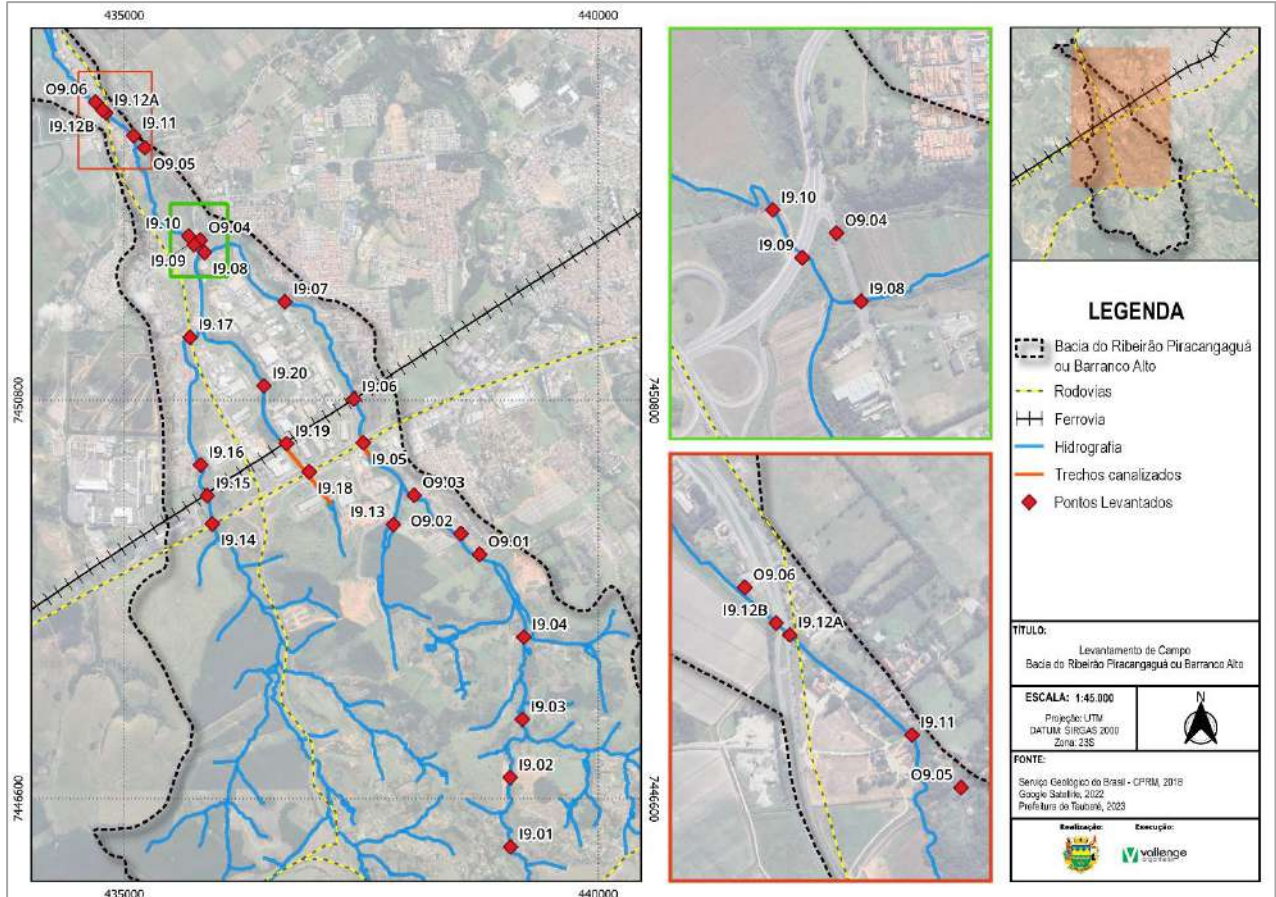 435000
440000
O9.06
I9.12A
I9.12B
I9.11
O9.05
I9.10
O9.04
I9.09
I9.08
I9.07
I9.17
I9.20
I9.06
I9.19
I9.05
I9.16
I9.18
O9.03
I9.15
I9.13
O9.02
I9.14
O9.01
I9.04
I9.03
I9.02
I9.01
7450800
7450800
7446600
7446600
435000
440000
I9.10
O9.04
I9.09
I9.08
O9.06
I9.12B
I9.12A
I9.11
O9.05
LEGENDA
Bacia do Ribeirão Piracangaguá
ou Barranco Alto
Rodovias
Ferrovia
Hidrografia
Trechos canalizados
Pontos Levantados
TÍTULO:
Levantamento de Campo
Bacia do Ribeirão Piracangaguá ou Barranco Alto
ESCALA: 1:45.000
Projeção: UTM
DATUM: SIRGAS 2000
Zona: 23S
N
FONTE:
Serviço Geológico do Brasil - CPRM, 2018
Google Satellite, 2022
Prefeitura de Taubaté, 2023
Realização:
Execução:
vallenge
engenharia